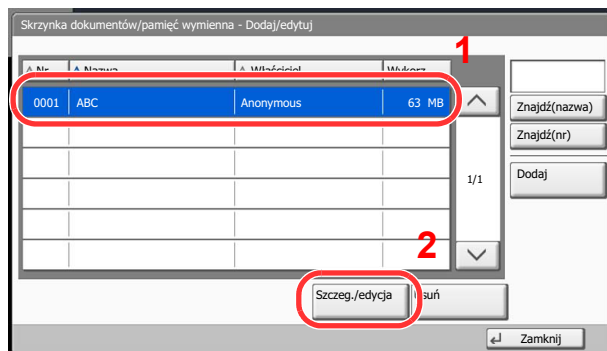 Skrzynka dokumentów/pamięć wymienna - Dodaj/edytuj
1
Nr Nazwa Właściciel Wykorz.
0001 ABC Anonymous 63 MB
Znajdź(nazwa)
Znajdź(nr)
1/1
Dodaj
2
Szczeg./edycja
Zamknij